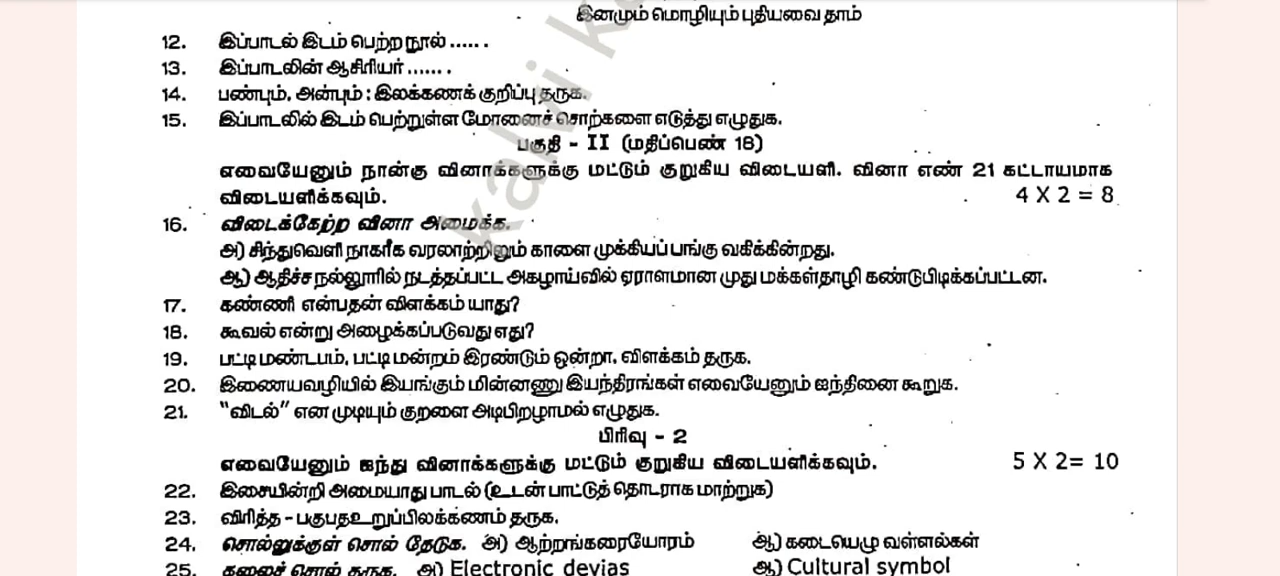 இனமும் மொழியும் புதியவை தாம்
12. இப்பாடல் இடம் பெற்ற நூல் ......
13. இப்பாடலின் ஆசிரியர் .......
14. பண்பும், அன்பும் : இலக்கணக் குறிப்பு தருக.
15. இப்பாடலில் இடம் பெற்றுள்ள மோனைச் சொற்களை எடுத்து எழுதுக.
பகுதி - II (மதிப்பெண் 18)
எவையேனும் நான்கு வினாக்களுக்கு மட்டும் குறுகிய விடையளி. வினா எண் 21 கட்டாயமாக
விடையளிக்கவும். 4 X 2 = 8
16. விடைக்கேற்ற வினா அமைக்க.
அ) சிந்துவெளி நாகரீக வரலாற்றிலும் காளை முக்கியப் பங்கு வகிக்கின்றது.
ஆ) ஆதிச்ச நல்லூரில் நடத்தப்பட்ட அகழாய்வில் ஏராளமான முது மக்கள்தாழி கண்டுபிடிக்கப்பட்டன.
17. கண்ணி என்பதன் விளக்கம் யாது?
18. கூவல் என்று அழைக்கப்படுவது எது?
19. பட்டி மண்டபம், பட்டி மன்றம் இரண்டும் ஒன்றா, விளக்கம் தருக.
20. இணையவழியில் இயங்கும் மின்னணு இயந்திரங்கள் எவையேனும் ஐந்தினை கூறுக.
21. "விடல்" என முடியும் குறளை அடிபிறழாமல் எழுதுக.
பிரிவு - 2
எவையேனும் ஐந்து வினாக்களுக்கு மட்டும் குறுகிய விடையளிக்கவும். 5 X 2= 10
22. இசையின்றி அமையாது பாடல் (உடன் பாட்டுத் தொடராக மாற்றுக)
23. விரித்த - பகுபதஉறுப்பிலக்கணம் தருக.
24. சொல்லுக்குள் சொல் தேடுக. அ) ஆற்றங்கரையோரம் ஆ) கடையெழு வள்ளல்கள்
25. கலைச் சொல் தருக. அ) Electronic devias ஆ) Cultural symbol
kalvi